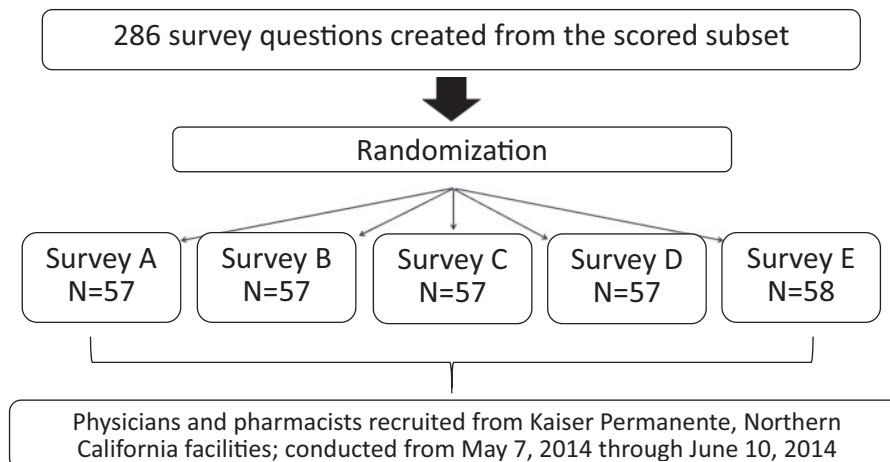 286 survey questions created from the scored subset
Randomization
Survey A
N=57
Survey B
N=57
Survey C
N=57
Survey D
N=57
Survey E
N=58
Physicians and pharmacists recruited from Kaiser Permanente, Northern
California facilities; conducted from May 7, 2014 through June 10, 2014